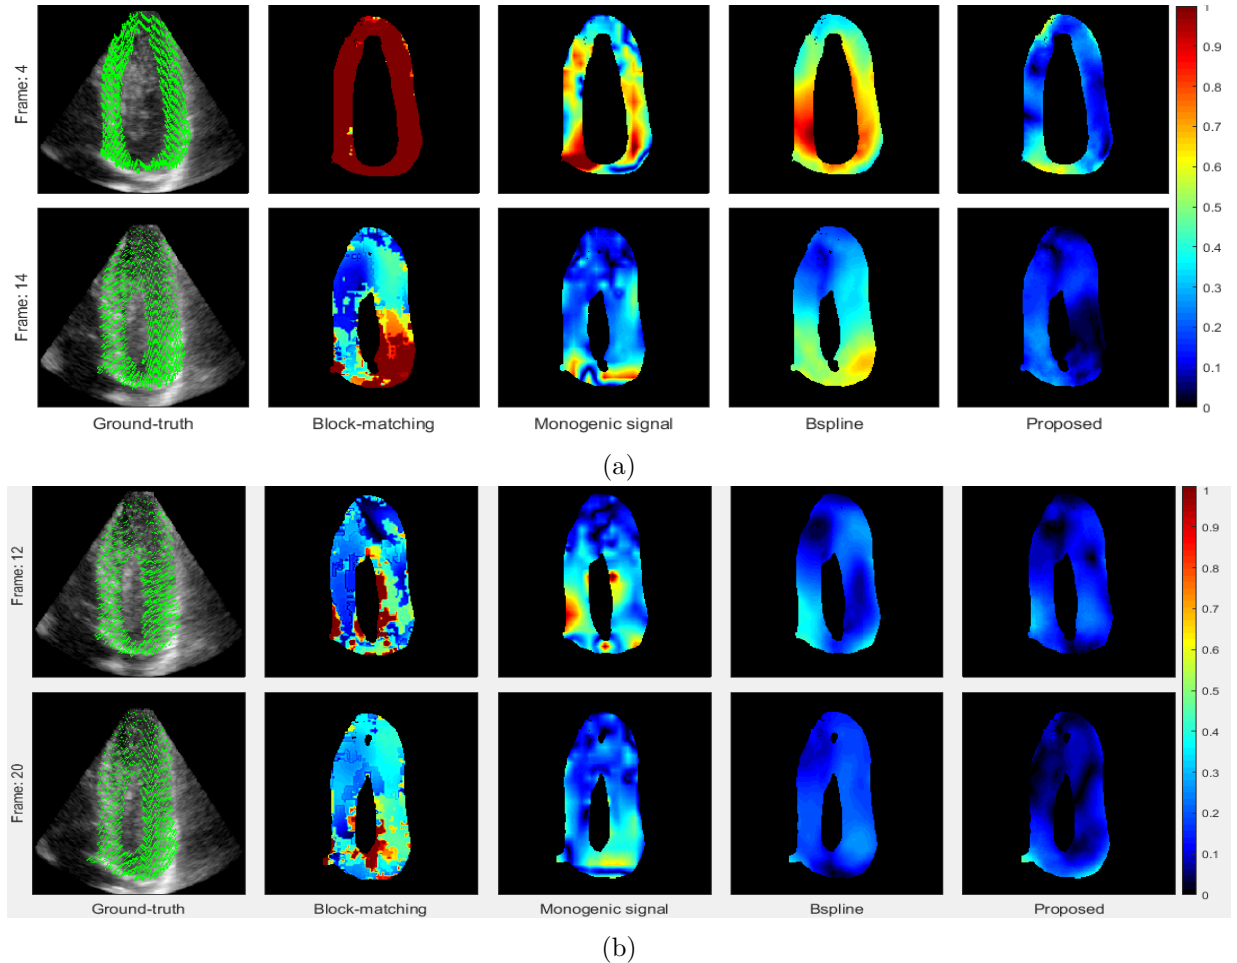 Frame: 4
1
0.9
0.8
0.7
0.6
0.5
0.4
0.3
0.2
0.1
0
Frame: 14
Ground-truth Block-matching Monogenic signal Bspline Proposed
(a)
Frame: 12
1
0.9
0.8
0.7
0.6
0.5
0.4
0.3
0.2
0.1
0
Frame: 20
Ground-truth Block-matching Monogenic signal Bspline Proposed
(b)